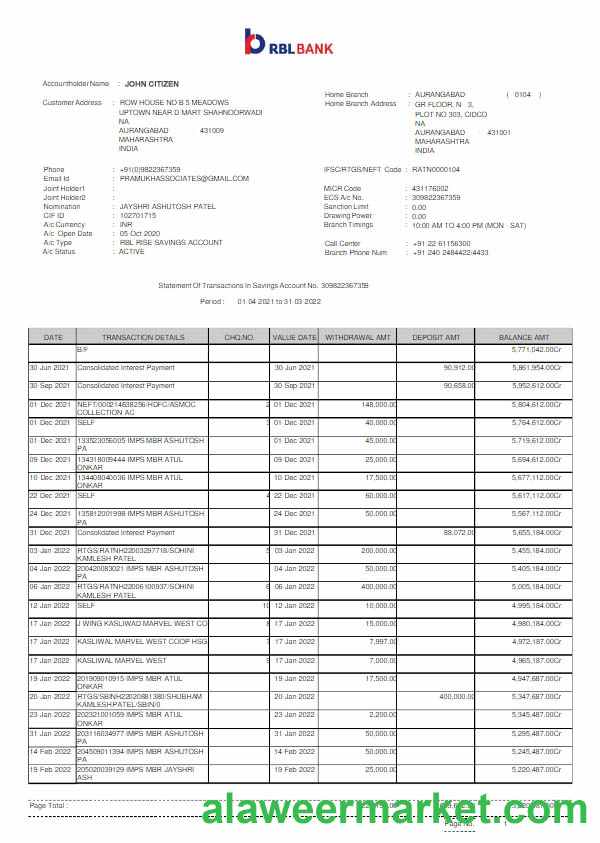 RBL BANK
Accountholder Name : JOHN CITIZEN
Customer Address : ROW HOUSE NO B 5 MEADOWS
UPTOWN NEAR D MART SHAHNOORWADI
NA
AURANGABAD 431009
MAHARASHTRA
INDIA
Home Branch : AURANGABAD ( 0104 )
Home Branch Address : GR FLOOR, N 3,
PLOT NO 303, CIDCO
NA
AURANGABAD 431001
MAHARASHTRA
INDIA
Phone : +91(0)9822367359
Email Id : PRAMUKHASSOCIATES@GMAIL.COM
Joint Holder1 :
Joint Holder2 :
Nomination : JAYSHRI ASHUTOSH PATEL
CIF ID : 102701715
A/c Currency : INR
A/c Open Date : 05 Oct 2020
A/c Type : RBL RISE SAVINGS ACCOUNT
A/c Status : ACTIVE
IFSC/RTGS/NEFT Code : RATN0000104
MICR Code : 431176002
ECS A/c No. : 309822367359
Sanction Limit : 0.00
Drawing Power : 0.00
Branch Timings : 10:00 AM TO 4:00 PM (MON - SAT)
Call Center : +91 22 61156300
Branch Phone Num : +91 240 2484422;4433
Statement Of Transactions in Savings Account No. 309822367359
Period : 01 04 2021 to 31 03 2022
DATE TRANSACTION DETAILS CHQ.NO. VALUE DATE WITHDRAWAL AMT DEPOSIT AMT BALANCE AMT
B/F 5,771,042.00Cr
30 Jun 2021 Consolidated Interest Payment 30 Jun 2021 90,912.00 5,861,954.00Cr
30 Sep 2021 Consolidated Interest Payment 30 Sep 2021 90,658.00 5,952,612.00Cr
01 Dec 2021 NEFT/000214638256/HDFC/ASMOC 01 Dec 2021 148,000.00 5,804,612.00Cr
COLLECTION AC
01 Dec 2021 SELF 01 Dec 2021 40,000.00 5,764,612.00Cr
01 Dec 2021 133523056005 IMPS MBR ASHUTOSH 01 Dec 2021 45,000.00 5,719,612.00Cr
PA
09 Dec 2021 134318009444 IMPS MBR ATUL 09 Dec 2021 25,000.00 5,694,612.00Cr
ONKAR
10 Dec 2021 134408040036 IMPS MBR ATUL 10 Dec 2021 17,500.00 5,677,112.00Cr
ONKAR
22 Dec 2021 SELF 4 22 Dec 2021 60,000.00 5,617,112.00Cr
24 Dec 2021 135812001998 IMPS MBR ASHUTOSH 24 Dec 2021 50,000.00 5,567,112.00Cr
PA
31 Dec 2021 Consolidated Interest Payment 31 Dec 2021 88,072.00 5,655,184.00Cr
03 Jan 2022 RTGS/RATNH22003297718/SOHINI 5 03 Jan 2022 200,000.00 5,455,184.00Cr
KAMLESH PATEL
04 Jan 2022 200420083021 IMPS MBR ASHUTOSH 04 Jan 2022 50,000.00 5,405,184.00Cr
PA
06 Jan 2022 RTGS/RATNH22006100937/SOHINI 6 06 Jan 2022 400,000.00 5,005,184.00Cr
KAMLESH PATEL
12 Jan 2022 SELF 10 12 Jan 2022 10,000.00 4,995,184.00Cr
17 Jan 2022 J WING KASLIWAD MARVEL WEST CO 17 Jan 2022 15,000.00 4,980,184.00Cr
17 Jan 2022 KASLIWAL MARVEL WEST COOP HSG 17 Jan 2022 7,997.00 4,972,187.00Cr
17 Jan 2022 KASLIWAL MARVEL WEST 9 17 Jan 2022 7,000.00 4,965,187.00Cr
19 Jan 2022 201909010915 IMPS MBR ATUL 19 Jan 2022 17,500.00 4,947,687.00Cr
ONKAR
20 Jan 2022 RTGS/SBINH22020881380/SHUBHAM 20 Jan 2022 400,000.00 5,347,687.00Cr
KAMLESH PATEL/SBIN/0
23 Jan 2022 202321001059 IMPS MBR ATUL 23 Jan 2022 2,200.00 5,345,487.00Cr
ONKAR
31 Jan 2022 203116034977 IMPS MBR ASHUTOSH 31 Jan 2022 50,000.00 5,295,487.00Cr
PA
14 Feb 2022 204509011394 IMPS MBR ASHUTOSH 14 Feb 2022 50,000.00 5,245,487.00Cr
PA
19 Feb 2022 205020039129 IMPS MBR JAYSHRI 19 Feb 2022 25,000.00 5,220,487.00Cr
ASH
Page Total :
alaweermarket.com
Page No. 1